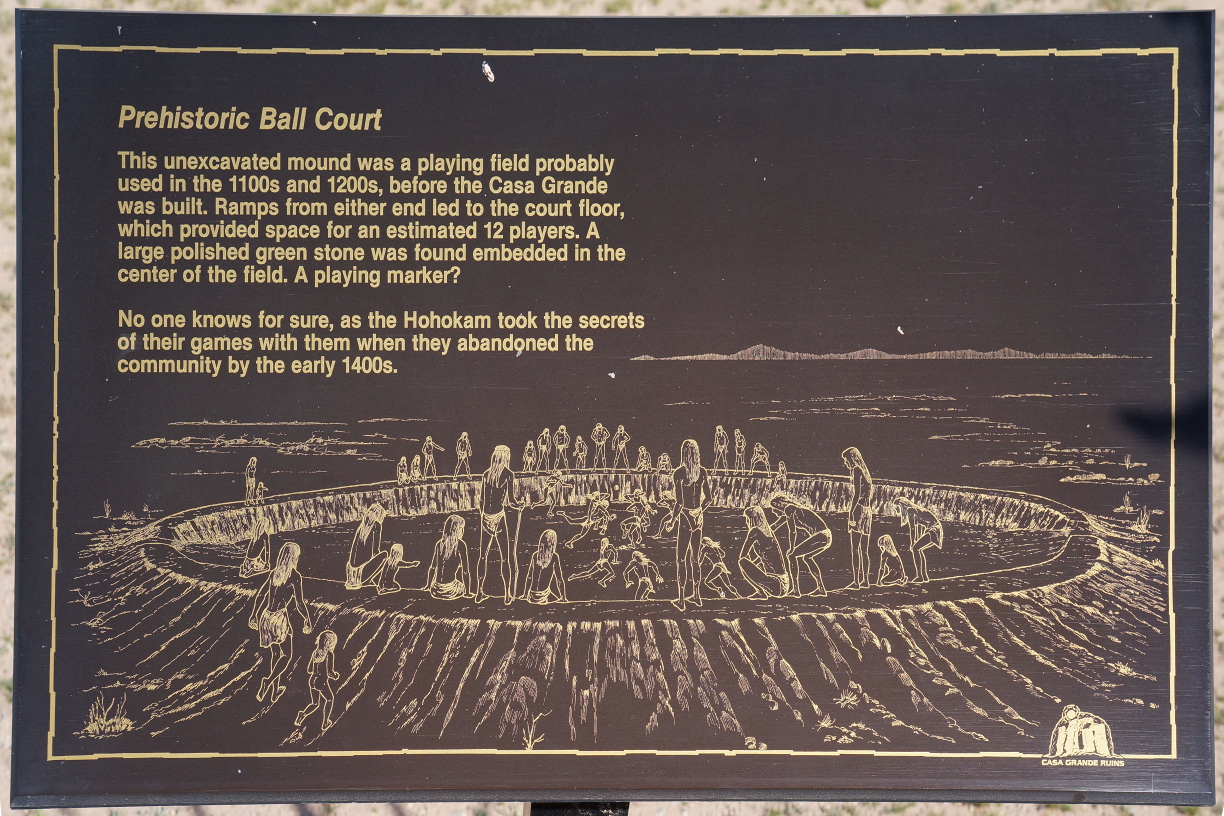 Prehistoric Ball Court
This unexcavated mound was a playing field probably
used in the 1100s and 1200s, before the Casa Grande
was built. Ramps from either end led to the court floor,
which provided space for an estimated 12 players. A
large polished green stone was found embedded in the
center of the field. A playing marker?
No one knows for sure, as the Hohokam took the secrets
of their games with them when they abandoned the
community by the early 1400s.
CASA GRANDE RUINS